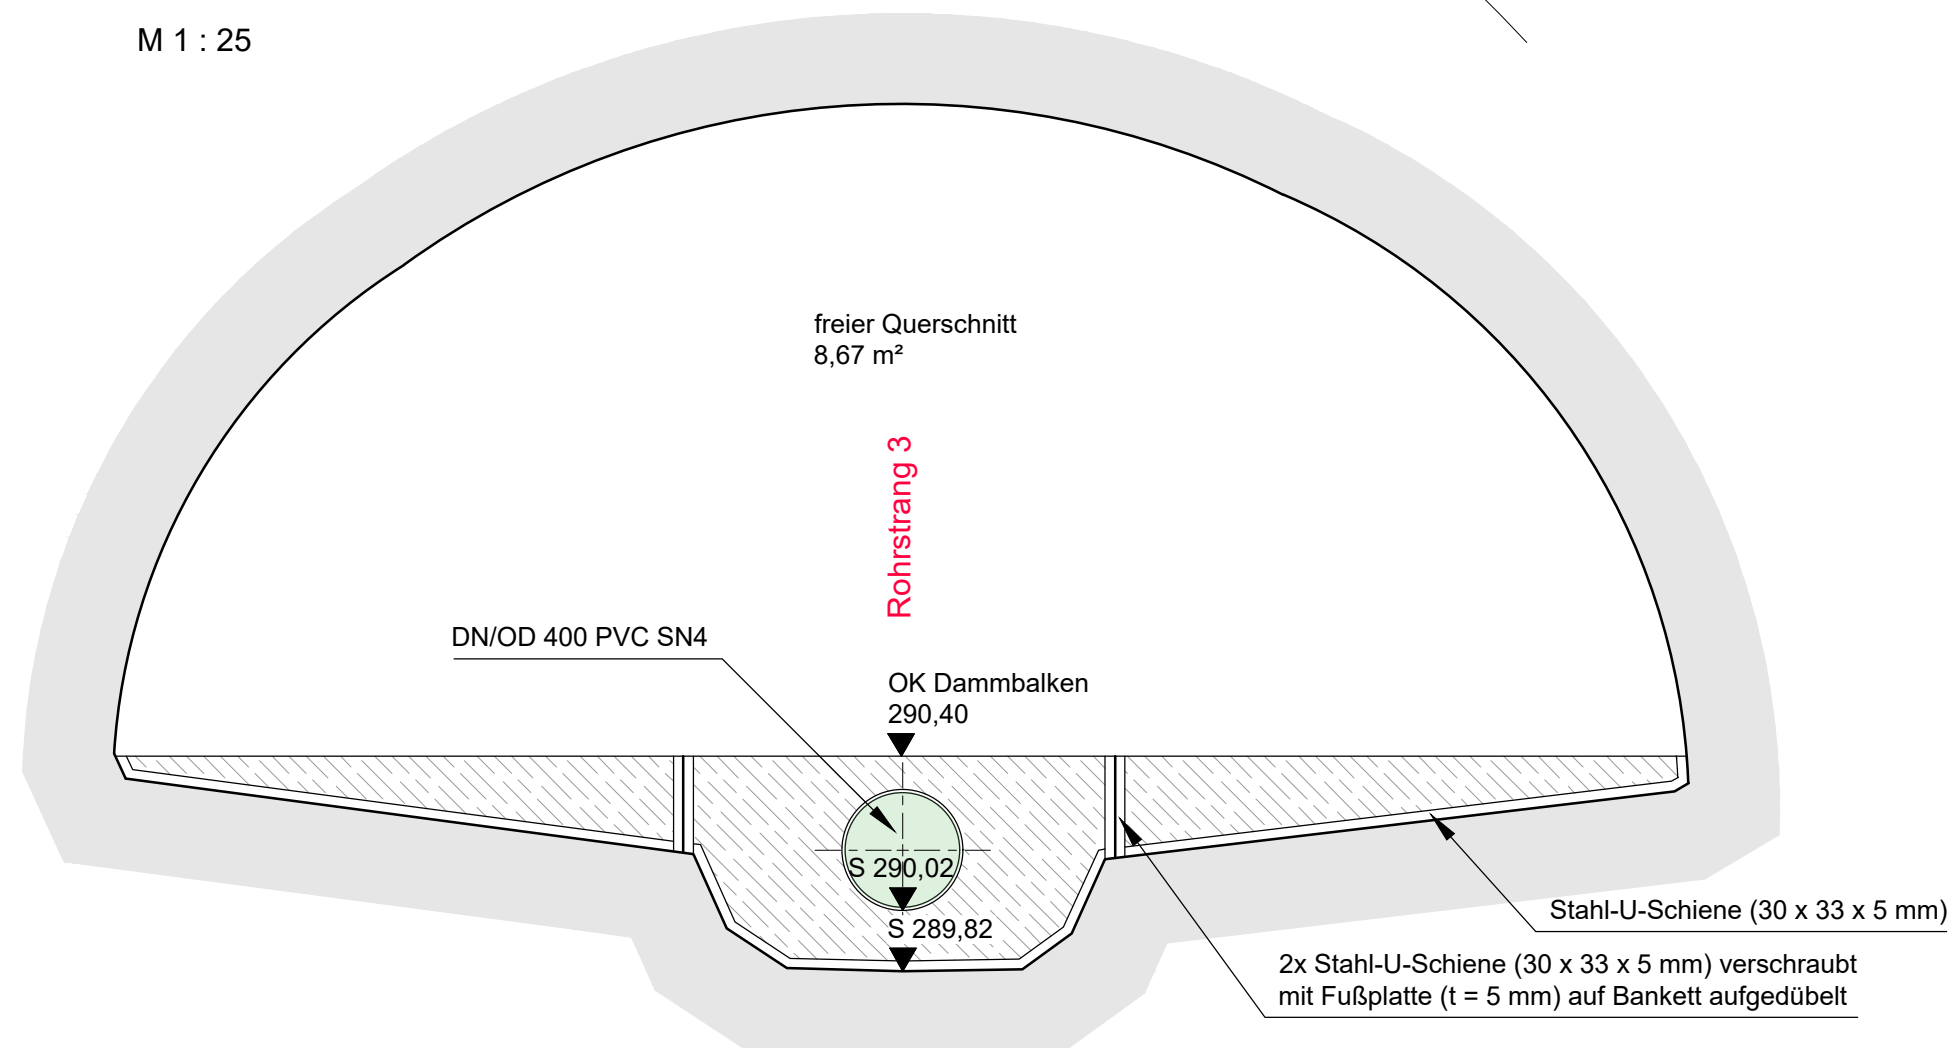 M 1 : 25
freier Querschnitt
8,67 m²
Rohrstrang 3
DN/OD 400 PVC SN4
OK Dammbalken
290,40
S 290,02
S 289,82
Stahl-U-Schiene (30 x 33 x 5 mm)
2x Stahl-U-Schiene (30 x 33 x 5 mm) verschraubt
mit Fußplatte (t = 5 mm) auf Bankett aufgedübelt